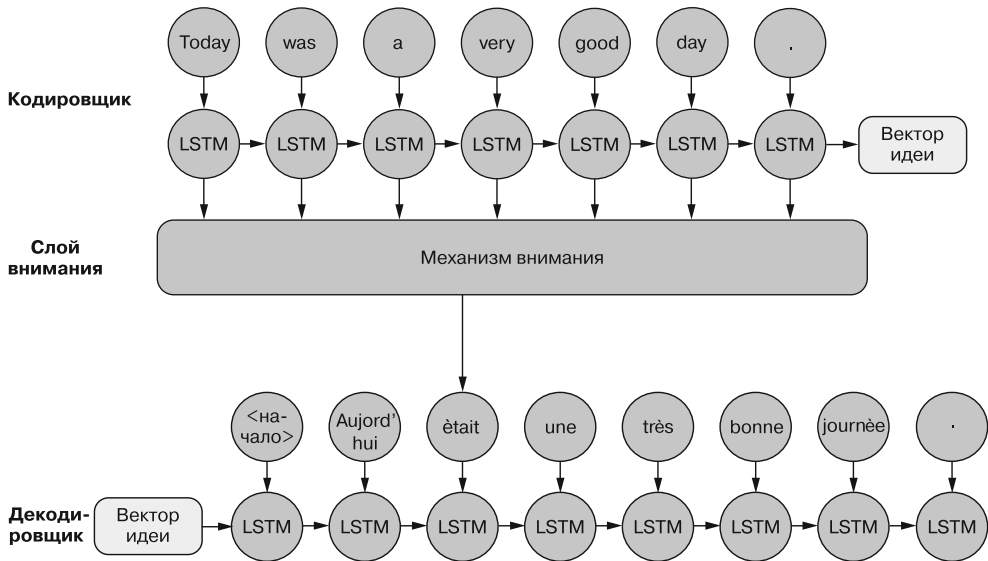 Today was a very good day .
Кодировщик
LSTM LSTM LSTM LSTM LSTM LSTM LSTM
Вектор
идеи
Слой
внимания
Механизм внимания
<на-
чало>
Aujord'
hui
ètait une très bonne journèe .
Декоди-
ровщик
Вектор
идеи
LSTM LSTM LSTM LSTM LSTM LSTM LSTM LSTM